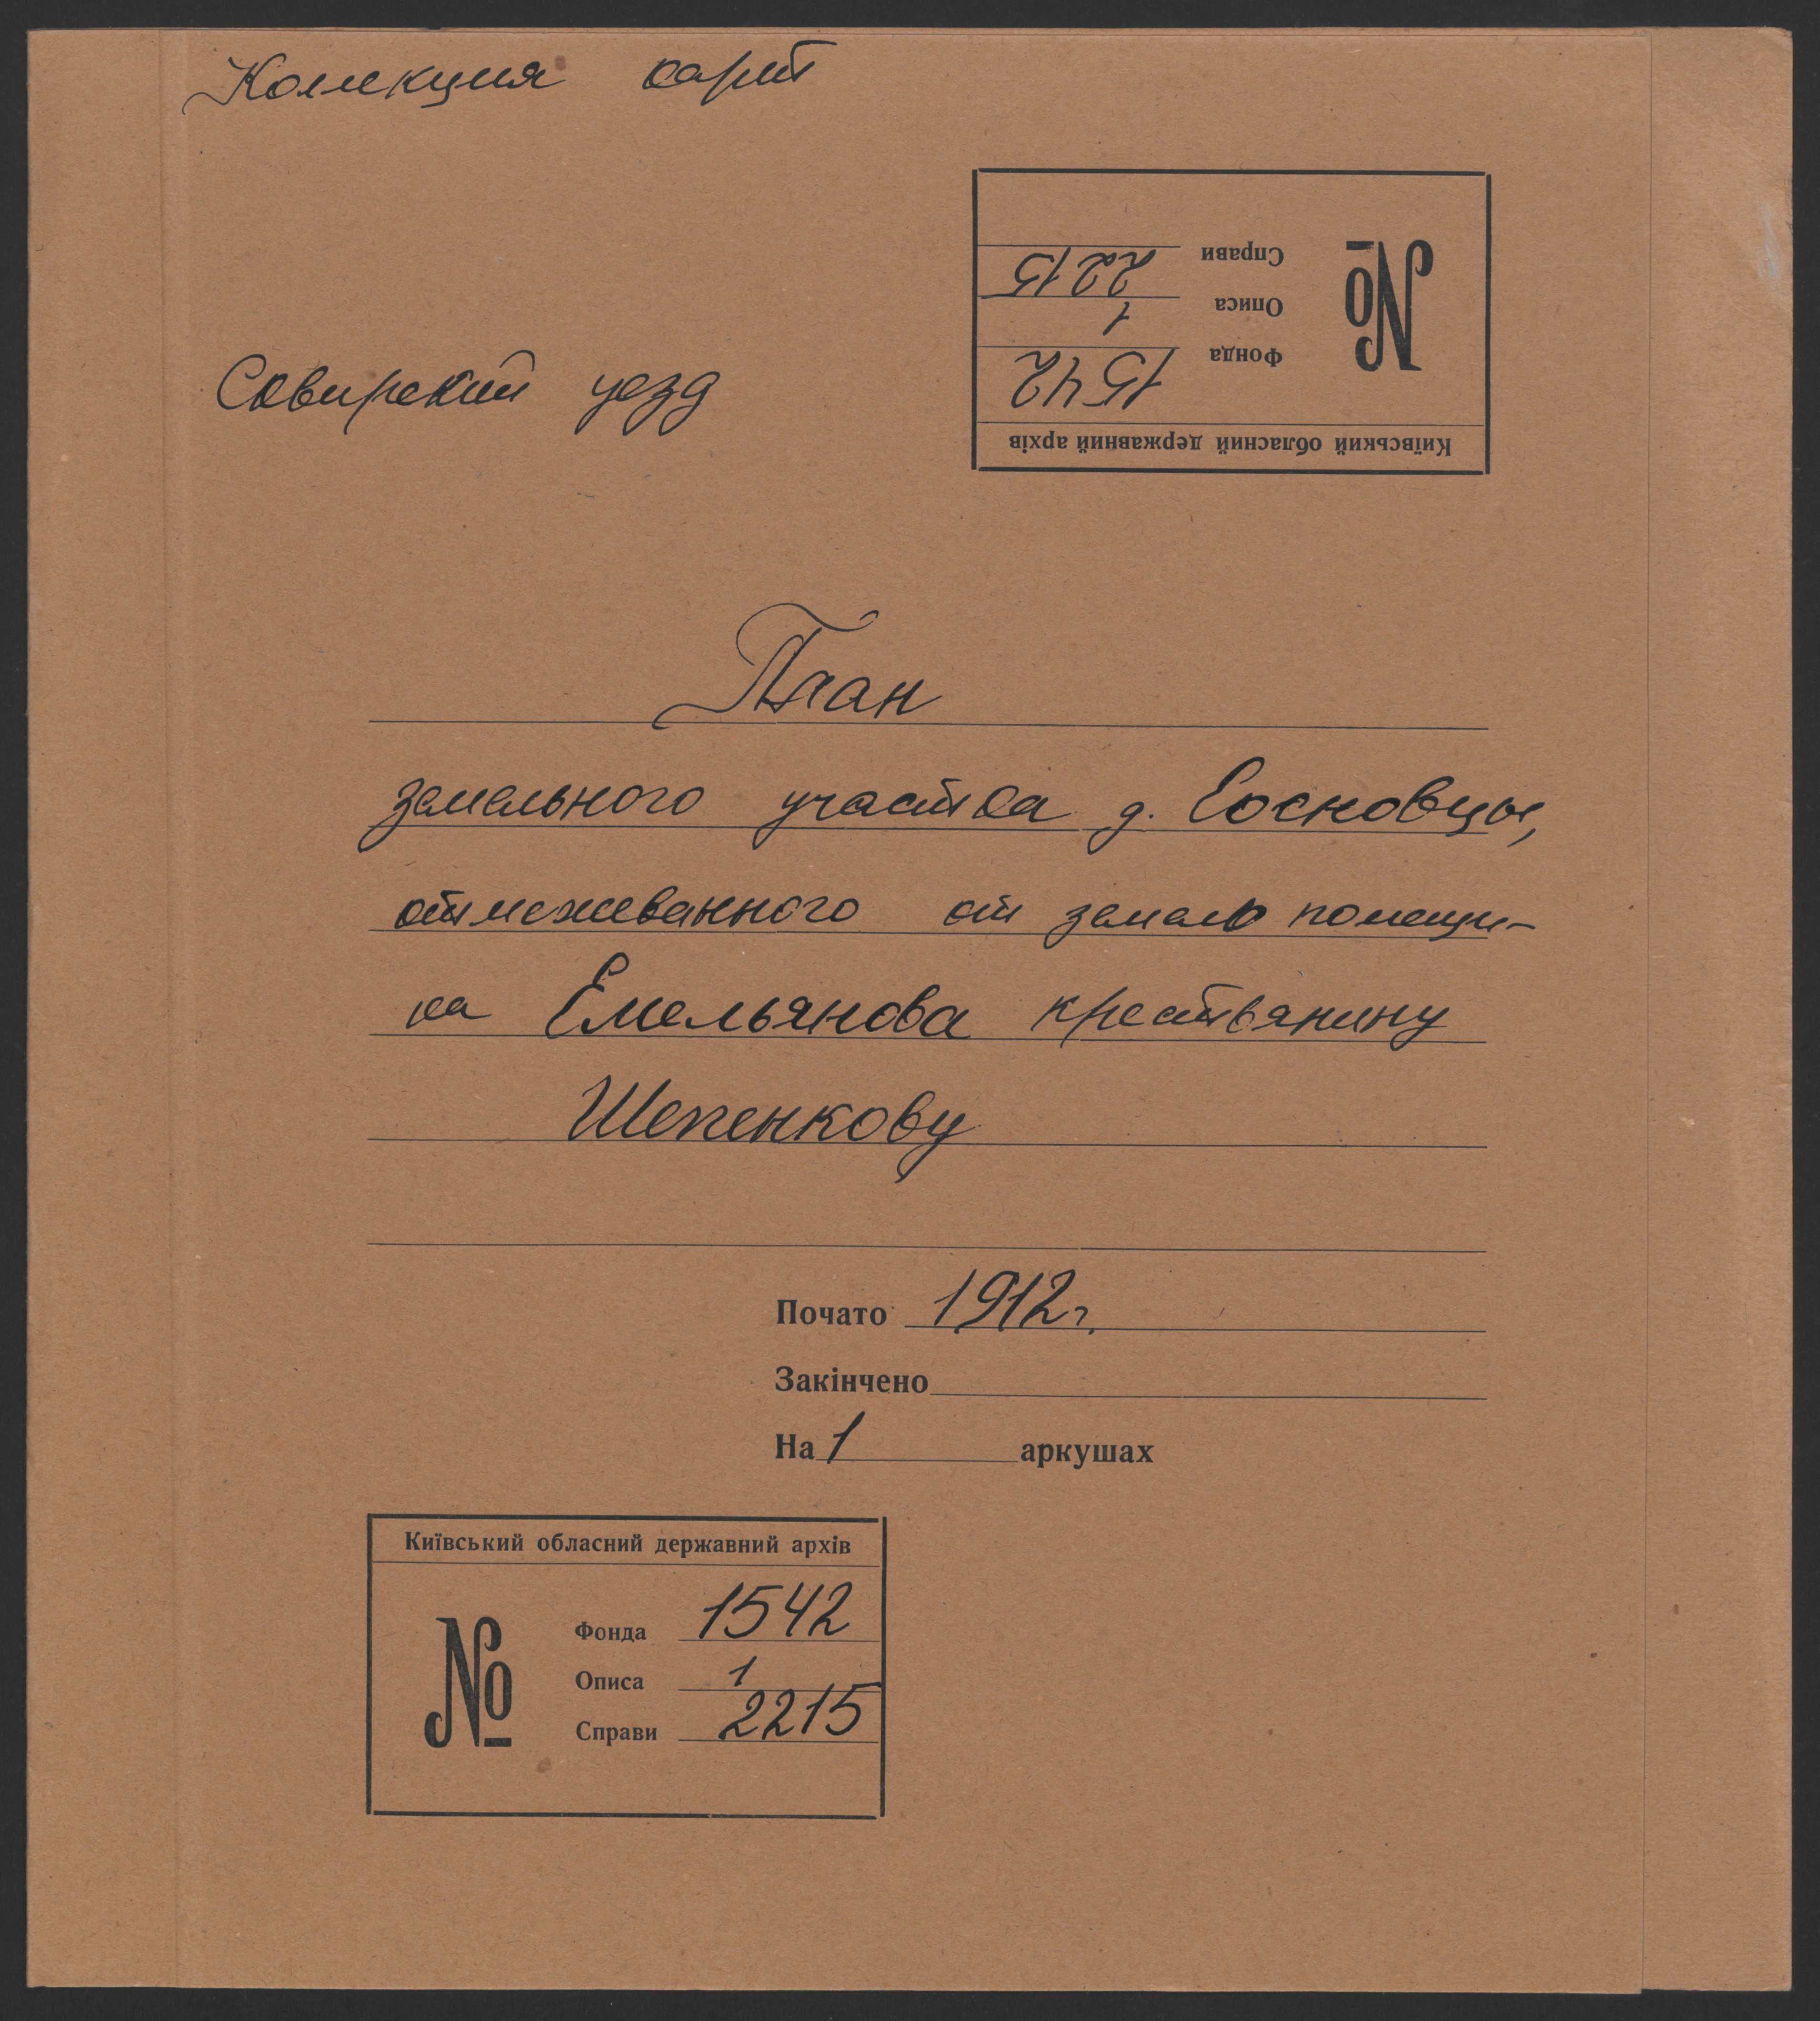 Колекция карт
Київський обласний державний архів
№
Фонда 1542
Описа 1
Справи 2215
Сквирский уезд
План
земельного участка д. Сосновцы,
отмежеванного от земель помещи-
ка Емельянова крестьянину
Шепенкову
Почато 1912 г.
Закінчено
На 1 аркушах
Київський обласний державний архів
№
Фонда 1542
Описа 1
Справи 2215